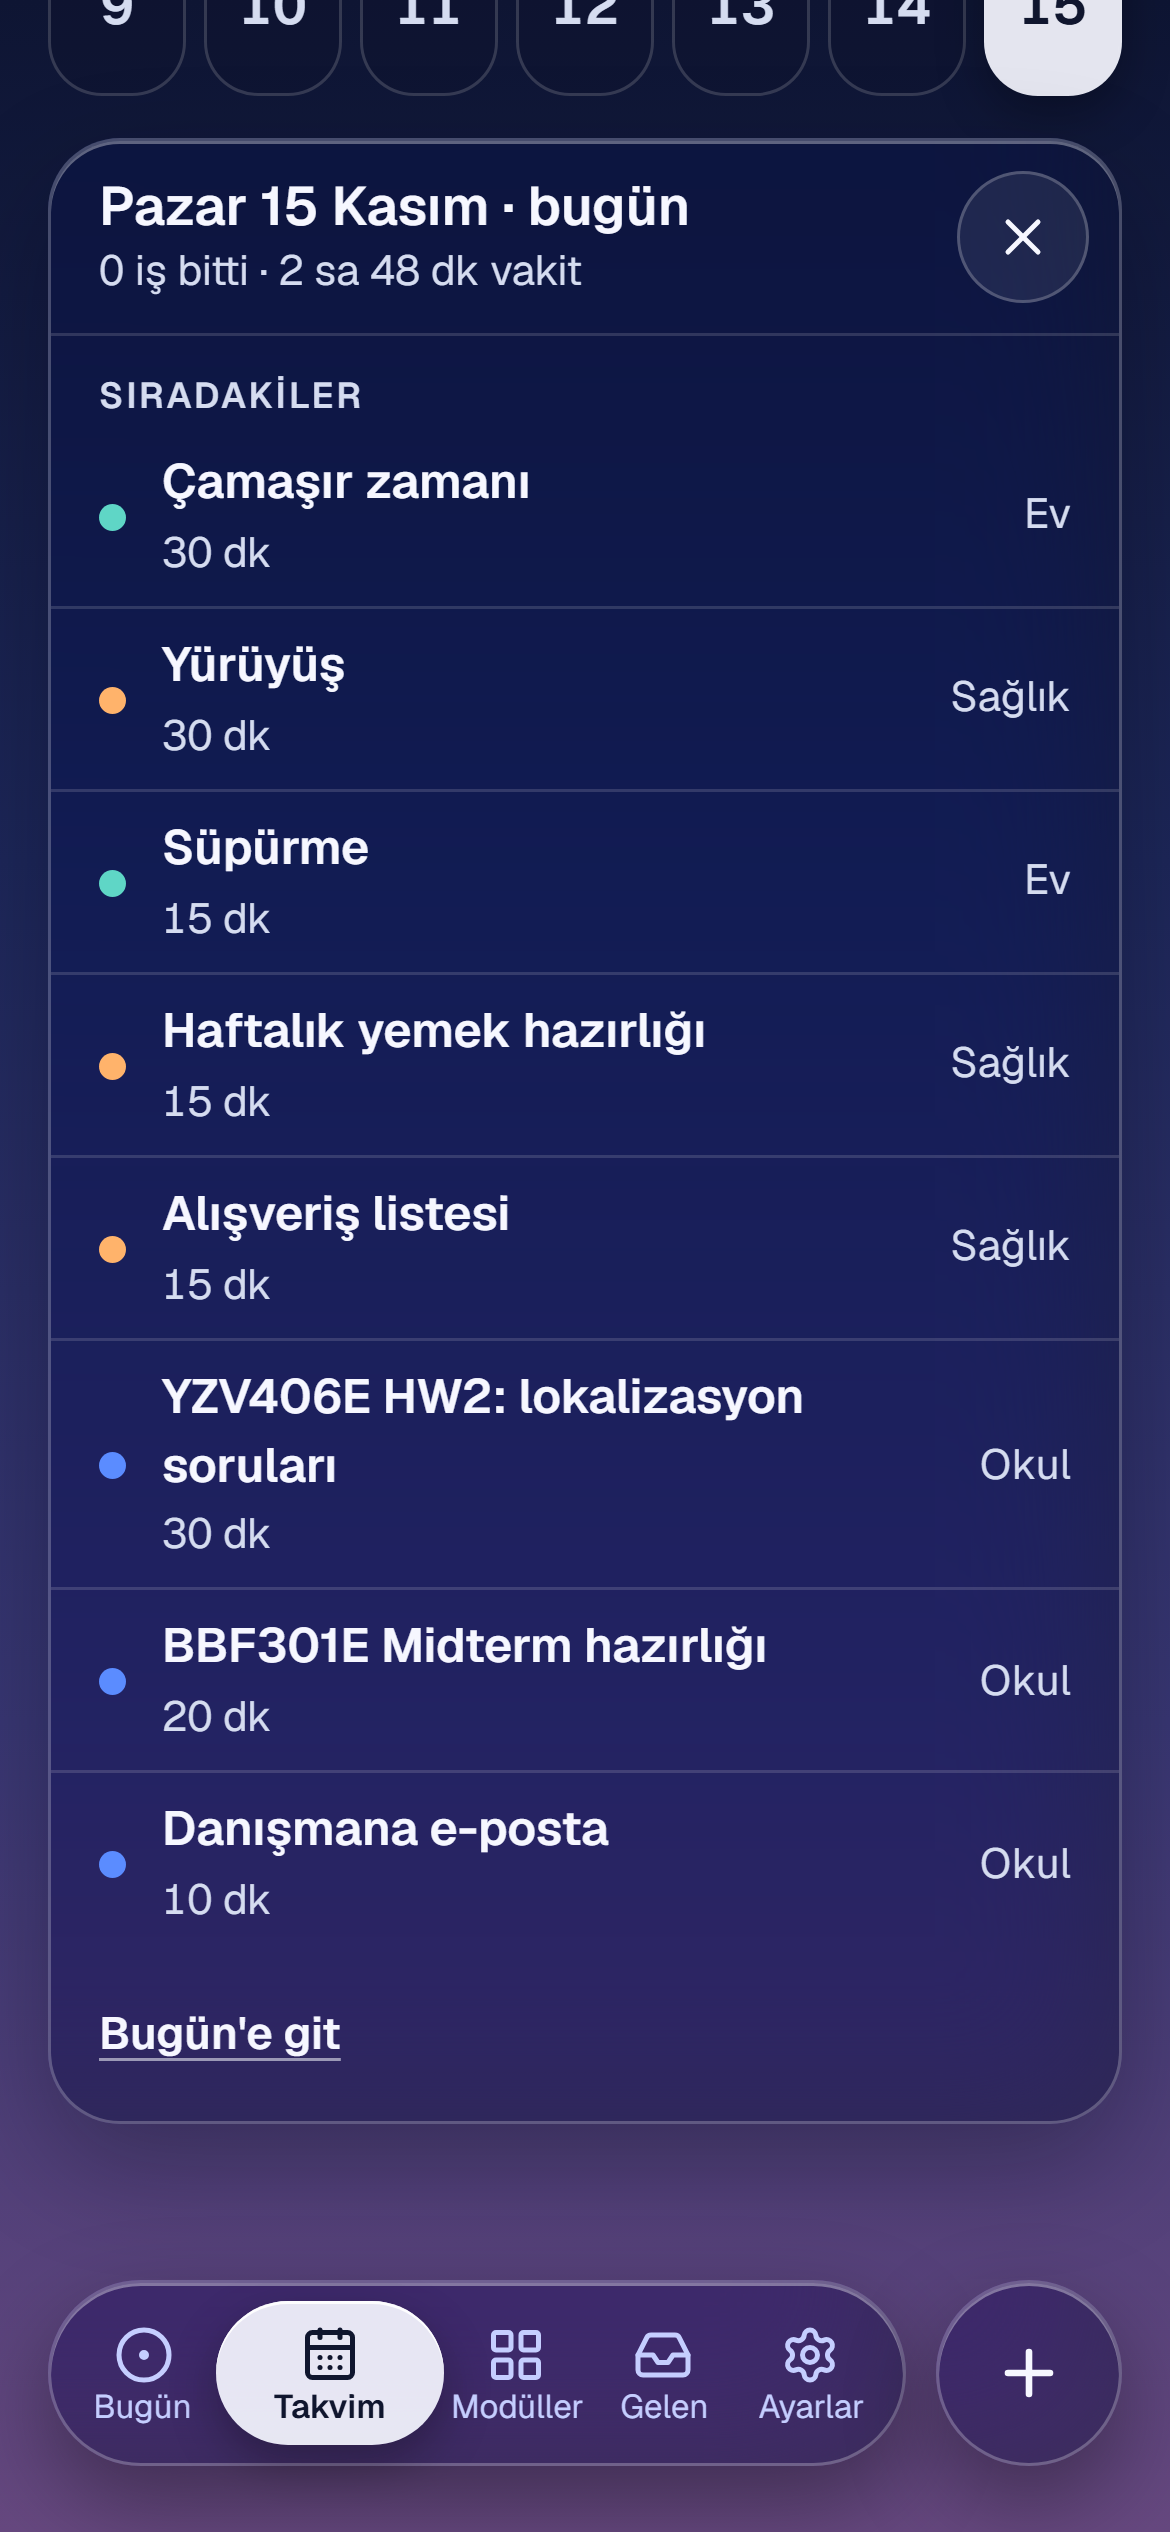 9 10 11 12 13 14 15
Pazar 15 Kasım · bugün
0 iş bitti · 2 sa 48 dk vakit
SIRADAKİLER
Çamaşır zamanı
30 dk
Ev
Yürüyüş
30 dk
Sağlık
Süpürme
15 dk
Ev
Haftalık yemek hazırlığı
15 dk
Sağlık
Alışveriş listesi
15 dk
Sağlık
YZV406E HW2: lokalizasyon
soruları
30 dk
Okul
BBF301E Midterm hazırlığı
20 dk
Okul
Danışmana e-posta
10 dk
Okul
Bugün'e git
Bugün Takvim Modüller Gelen Ayarlar